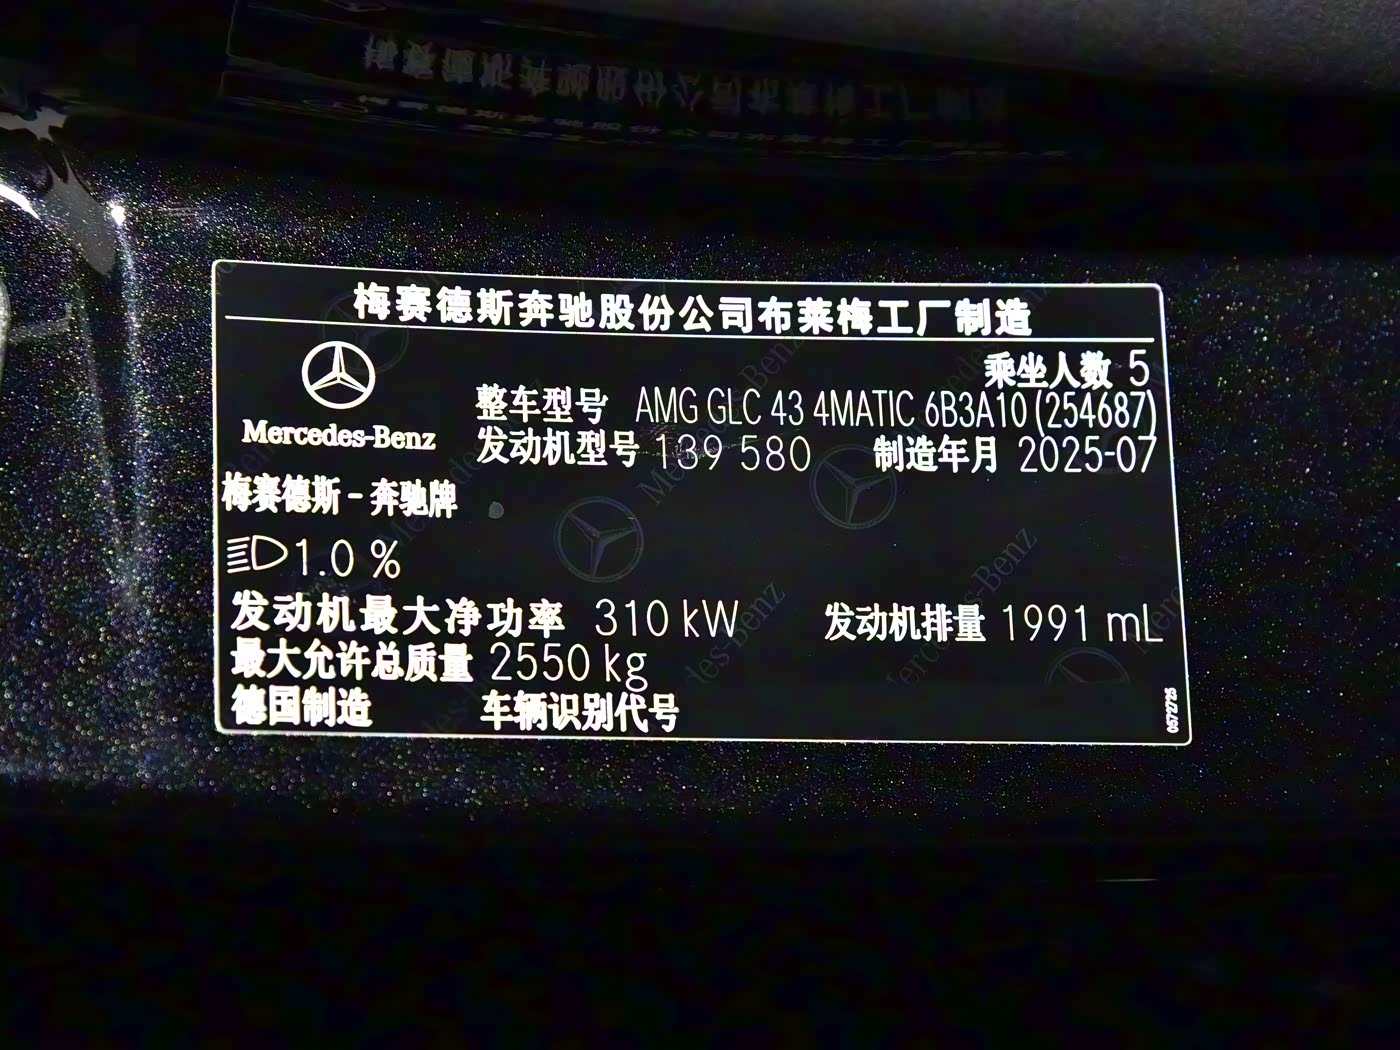 梅赛德斯奔驰股份公司布莱梅工厂制造
乘坐人数 5
整车型号 AMG GLC 43 4MATIC 6B3A10 (254687)
Mercedes-Benz
发动机型号 139 580 制造年月 2025-07
梅赛德斯－奔驰牌
1.0 %
发动机最大净功率 310 kW 发动机排量 1991 mL
最大允许总质量 2550 kg
德国制造 车辆识别代号